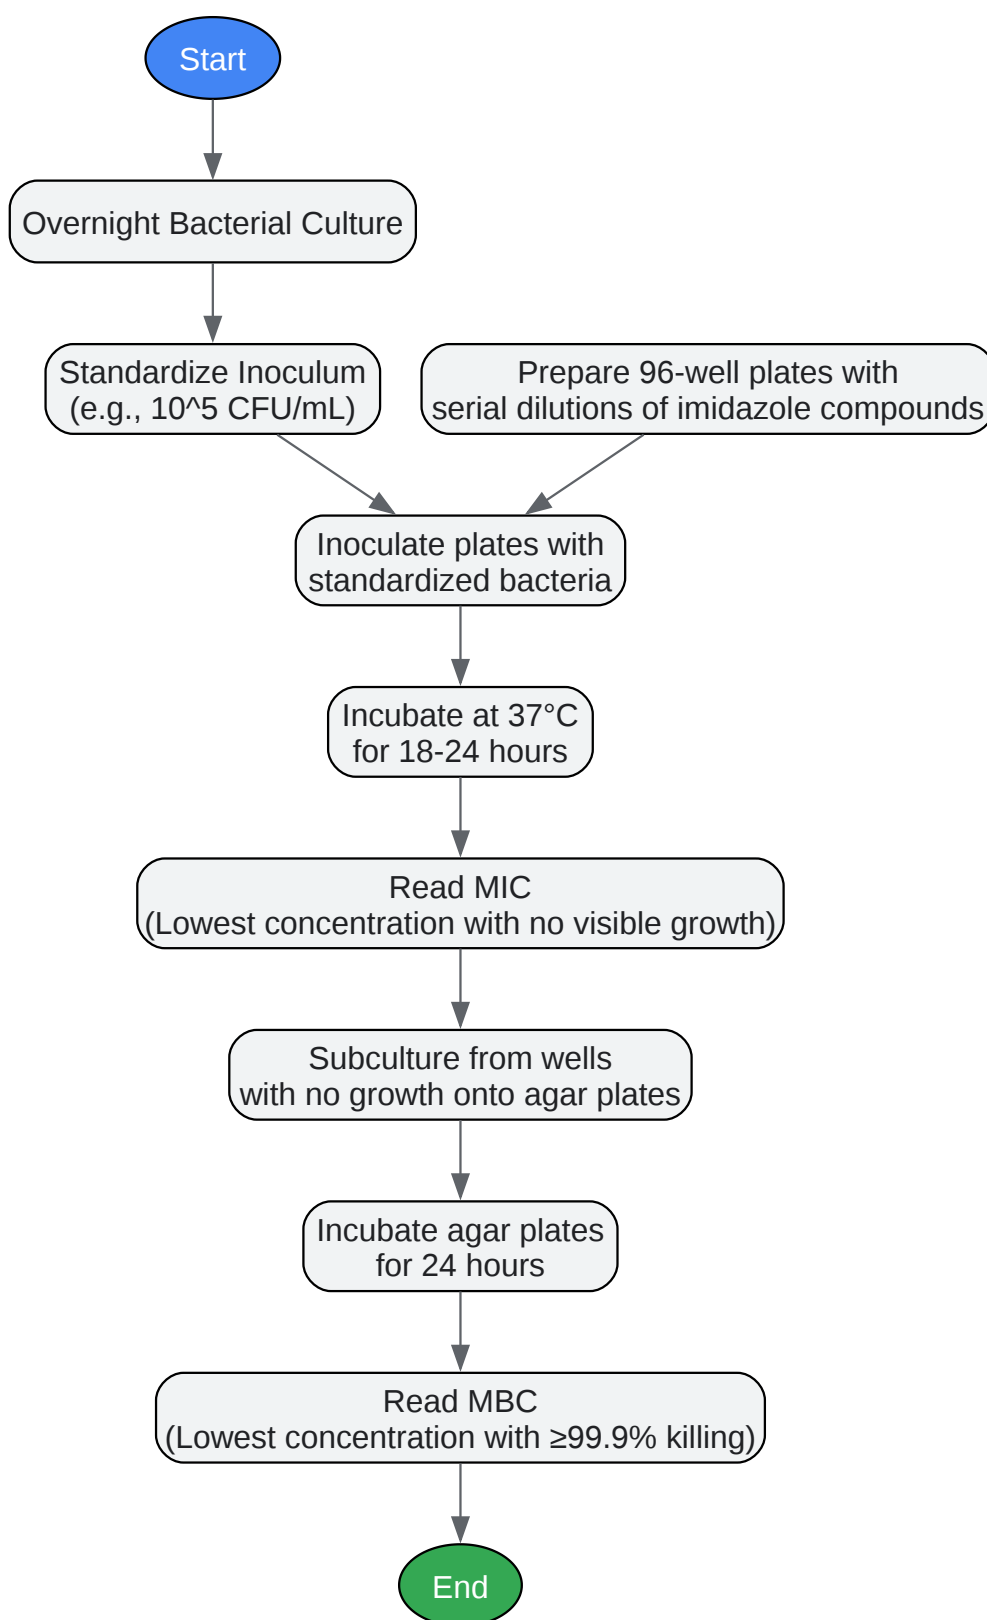 Start
Overnight Bacterial Culture
Standardize Inoculum
(e.g., 10^5 CFU/mL)
Prepare 96-well plates with
serial dilutions of imidazole compounds
Inoculate plates with
standardized bacteria
Incubate at 37°C
for 18-24 hours
Read MIC
(Lowest concentration with no visible growth)
Subculture from wells
with no growth onto agar plates
Incubate agar plates
for 24 hours
Read MBC
(Lowest concentration with ≥99.9% killing)
End